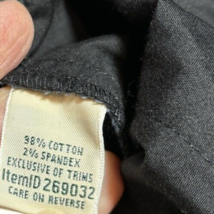 98% COTTON
2% SPANDEX
EXCLUSIVE OF TRIMS
ItemID 269032
CARE ON REVERSE